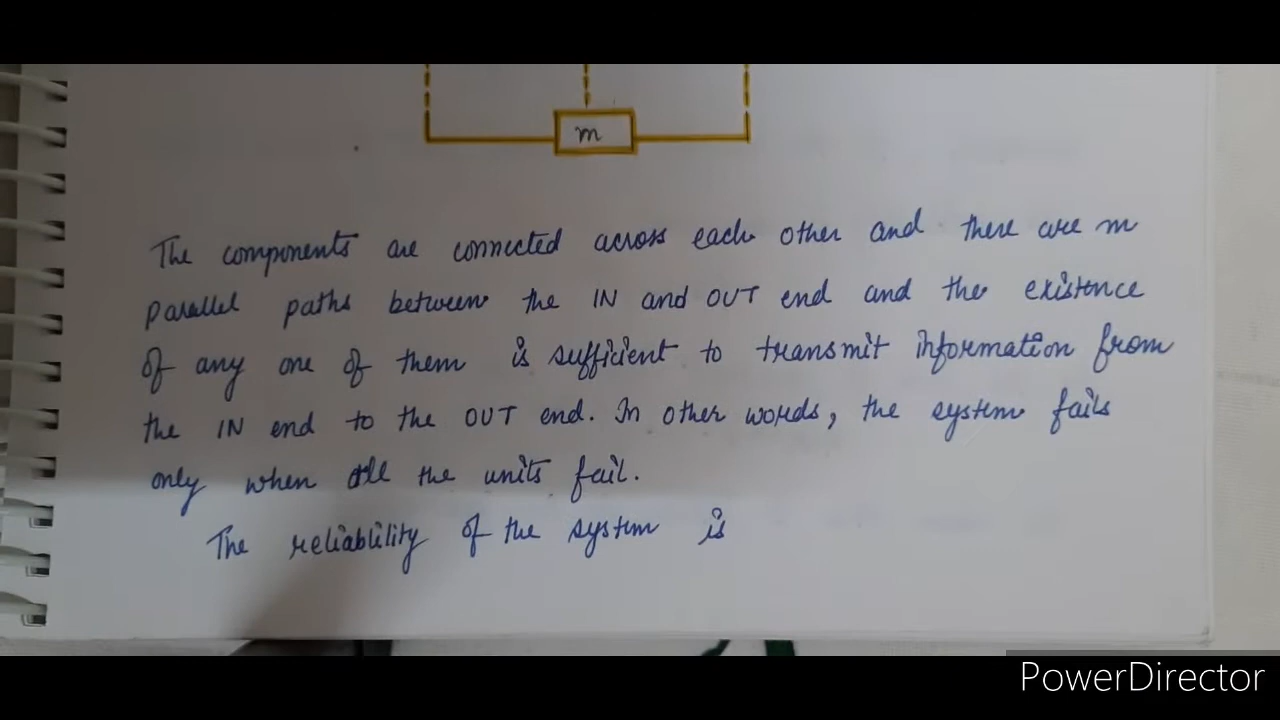 m
The components are connected across each other and there are m
parallel paths between the IN and OUT end and the existence
of any one of them is sufficient to transmit information from
the IN end to the OUT end. In other words, the system fails
only when all the units fail.
The reliability of the system is
PowerDirector